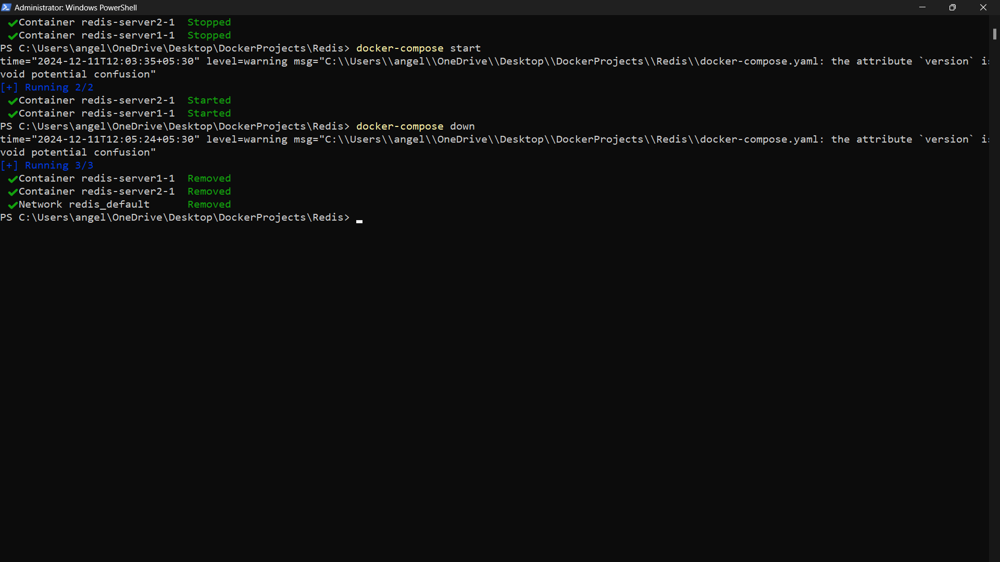 Administrator: Windows PowerShell
✔Container redis-server2-1  Stopped
✔Container redis-server1-1  Stopped
PS C:\Users\angel\OneDrive\Desktop\DockerProjects\Redis> docker-compose start
time="2024-12-11T12:03:35+05:30" level=warning msg="C:\\Users\\angel\\OneDrive\\Desktop\\DockerProjects\\Redis\\docker-compose.yaml: the attribute `version`
void potential confusion"
[+] Running 2/2
✔Container redis-server2-1  Started
✔Container redis-server1-1  Started
PS C:\Users\angel\OneDrive\Desktop\DockerProjects\Redis> docker-compose down
time="2024-12-11T12:05:24+05:30" level=warning msg="C:\\Users\\angel\\OneDrive\\Desktop\\DockerProjects\\Redis\\docker-compose.yaml: the attribute `version`
void potential confusion"
[+] Running 3/3
✔Container redis-server1-1  Removed
✔Container redis-server2-1  Removed
✔Network redis_default      Removed
PS C:\Users\angel\OneDrive\Desktop\DockerProjects\Redis>